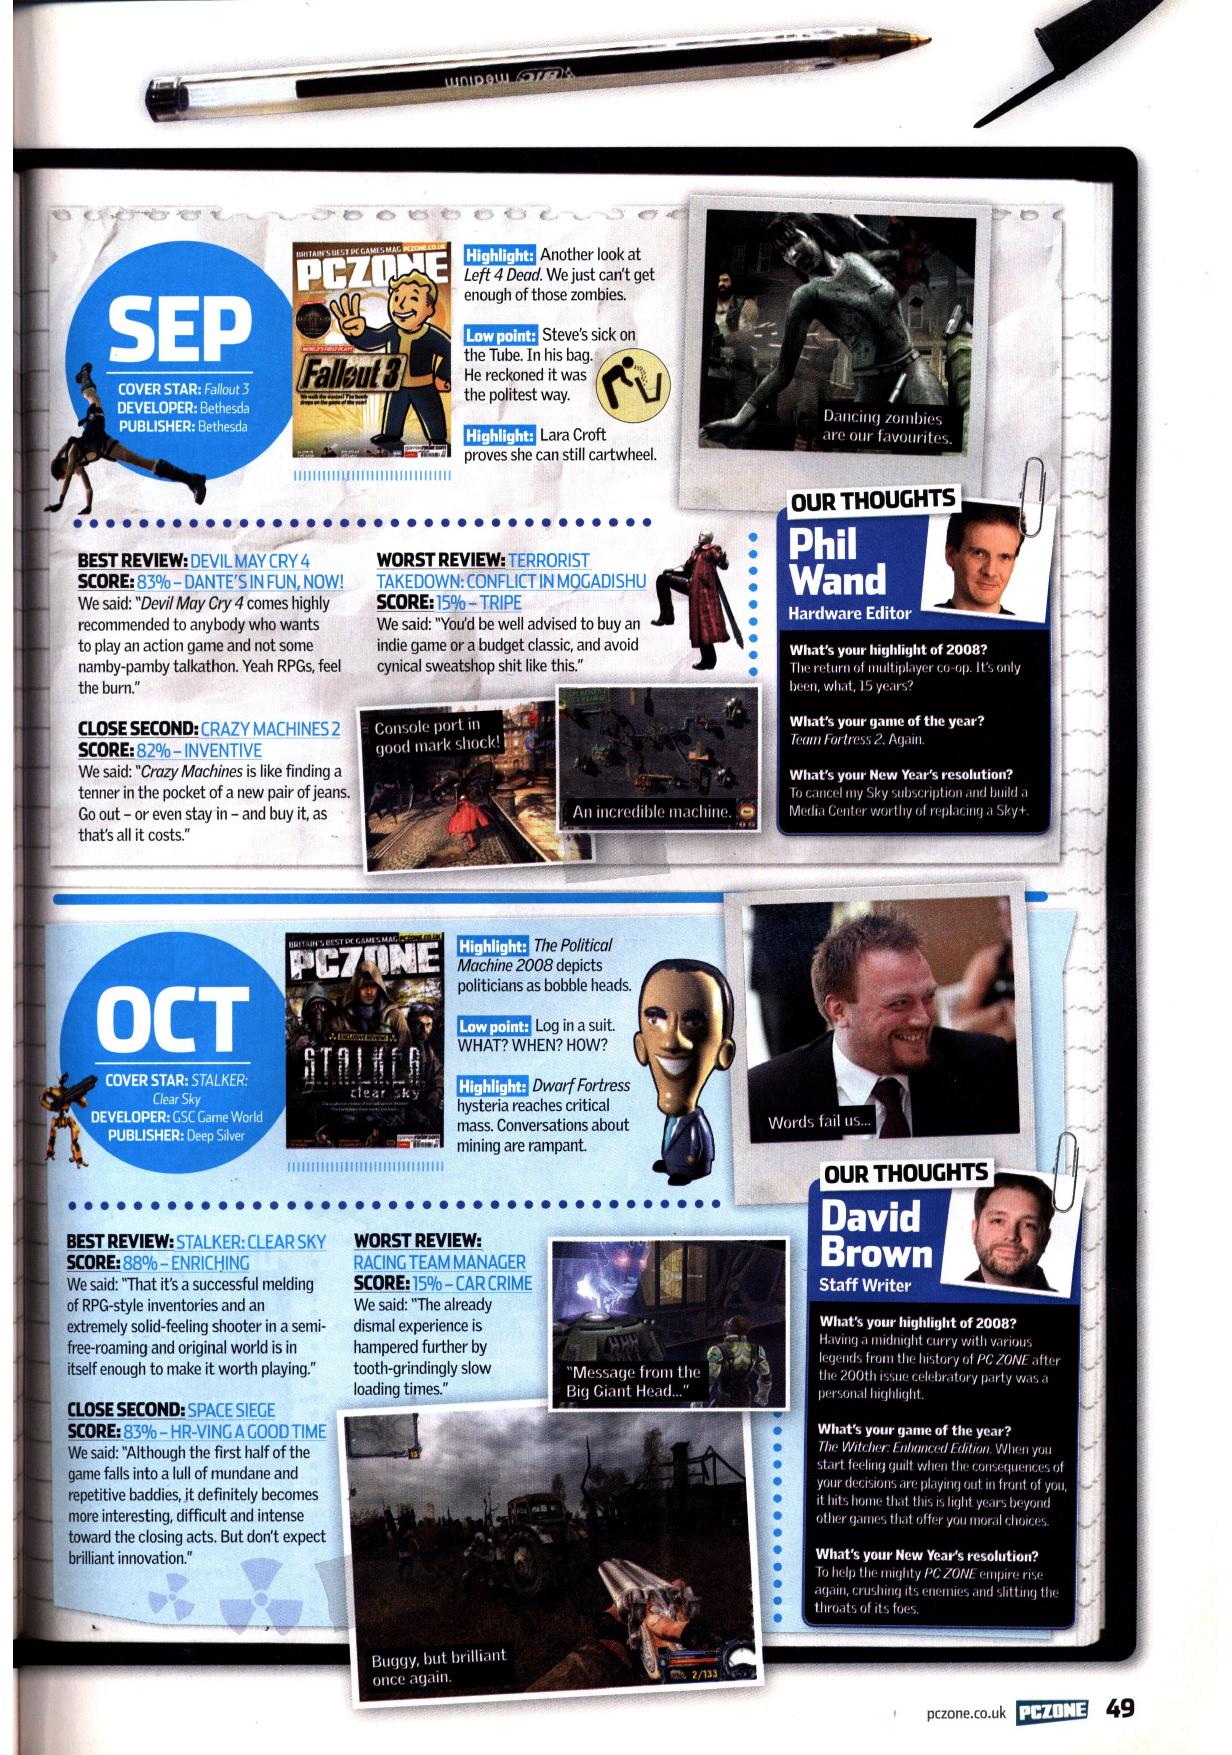 BIC medium
SEP
COVER STAR: Fallout 3
DEVELOPER: Bethesda
PUBLISHER: Bethesda
BRITAIN'S BEST PC GAMES MAG PCZONE.CO.UK
PCZONE
WORLD'S FIRST PLAY!
Fallout 3
Highlight: Another look at
Left 4 Dead. We just can't get
enough of those zombies.
Low point: Steve's sick on
the Tube. In his bag.
He reckoned it was
the politest way.
Highlight: Lara Croft
proves she can still cartwheel.
Dancing zombies
are our favourites.
BEST REVIEW: DEVIL MAY CRY 4
SCORE: 83% – DANTE'S IN FUN, NOW!
We said: "Devil May Cry 4 comes highly
recommended to anybody who wants
to play an action game and not some
namby-pamby talkathon. Yeah RPGs, feel
the burn."
CLOSE SECOND: CRAZY MACHINES 2
SCORE: 82% – INVENTIVE
We said: "Crazy Machines is like finding a
tenner in the pocket of a new pair of jeans.
Go out – or even stay in – and buy it, as
that's all it costs."
WORST REVIEW: TERRORIST
TAKEDOWN: CONFLICT IN MOGADISHU
SCORE: 15% – TRIPE
We said: "You'd be well advised to buy an
indie game or a budget classic, and avoid
cynical sweatshop shit like this."
Console port in
good mark shock!
An incredible machine.
OUR THOUGHTS
Phil
Wand
Hardware Editor
What's your highlight of 2008?
The return of multiplayer co-op. It's only
been, what, 15 years?
What's your game of the year?
Team Fortress 2. Again.
What's your New Year's resolution?
To cancel my Sky subscription and build a
Media Center worthy of replacing a Sky+.
OCT
COVER STAR: STALKER:
Clear Sky
DEVELOPER: GSC Game World
PUBLISHER: Deep Silver
BRITAIN'S BEST PC GAMES MAG PCZONE.CO.UK
PCZONE
EXCLUSIVE REVIEW!
S.T.A.L.K.E.R
clear sky
Highlight: The Political
Machine 2008 depicts
politicians as bobble heads.
Low point: Log in a suit.
WHAT? WHEN? HOW?
Highlight: Dwarf Fortress
hysteria reaches critical
mass. Conversations about
mining are rampant.
Words fail us...
BEST REVIEW: STALKER: CLEAR SKY
SCORE: 88% – ENRICHING
We said: "That it's a successful melding
of RPG-style inventories and an
extremely solid-feeling shooter in a semi-
free-roaming and original world is in
itself enough to make it worth playing."
CLOSE SECOND: SPACE SIEGE
SCORE: 83% – HR-VING A GOOD TIME
We said: "Although the first half of the
game falls into a lull of mundane and
repetitive baddies, it definitely becomes
more interesting, difficult and intense
toward the closing acts. But don't expect
brilliant innovation."
WORST REVIEW:
RACING TEAM MANAGER
SCORE: 15% – CAR CRIME
We said: "The already
dismal experience is
hampered further by
tooth-grindingly slow
loading times."
"Message from the
Big Giant Head..."
Buggy, but brilliant
once again.
2/133
OUR THOUGHTS
David
Brown
Staff Writer
What's your highlight of 2008?
Having a midnight curry with various
legends from the history of PC ZONE after
the 200th issue celebratory party was a
personal highlight.
What's your game of the year?
The Witcher: Enhanced Edition. When you
start feeling guilt when the consequences of
your decisions are playing out in front of you,
it hits home that this is light years beyond
other games that offer you moral choices.
What's your New Year's resolution?
To help the mighty PC ZONE empire rise
again, crushing its enemies and slitting the
throats of its foes.
pczone.co.uk PCZONE 49